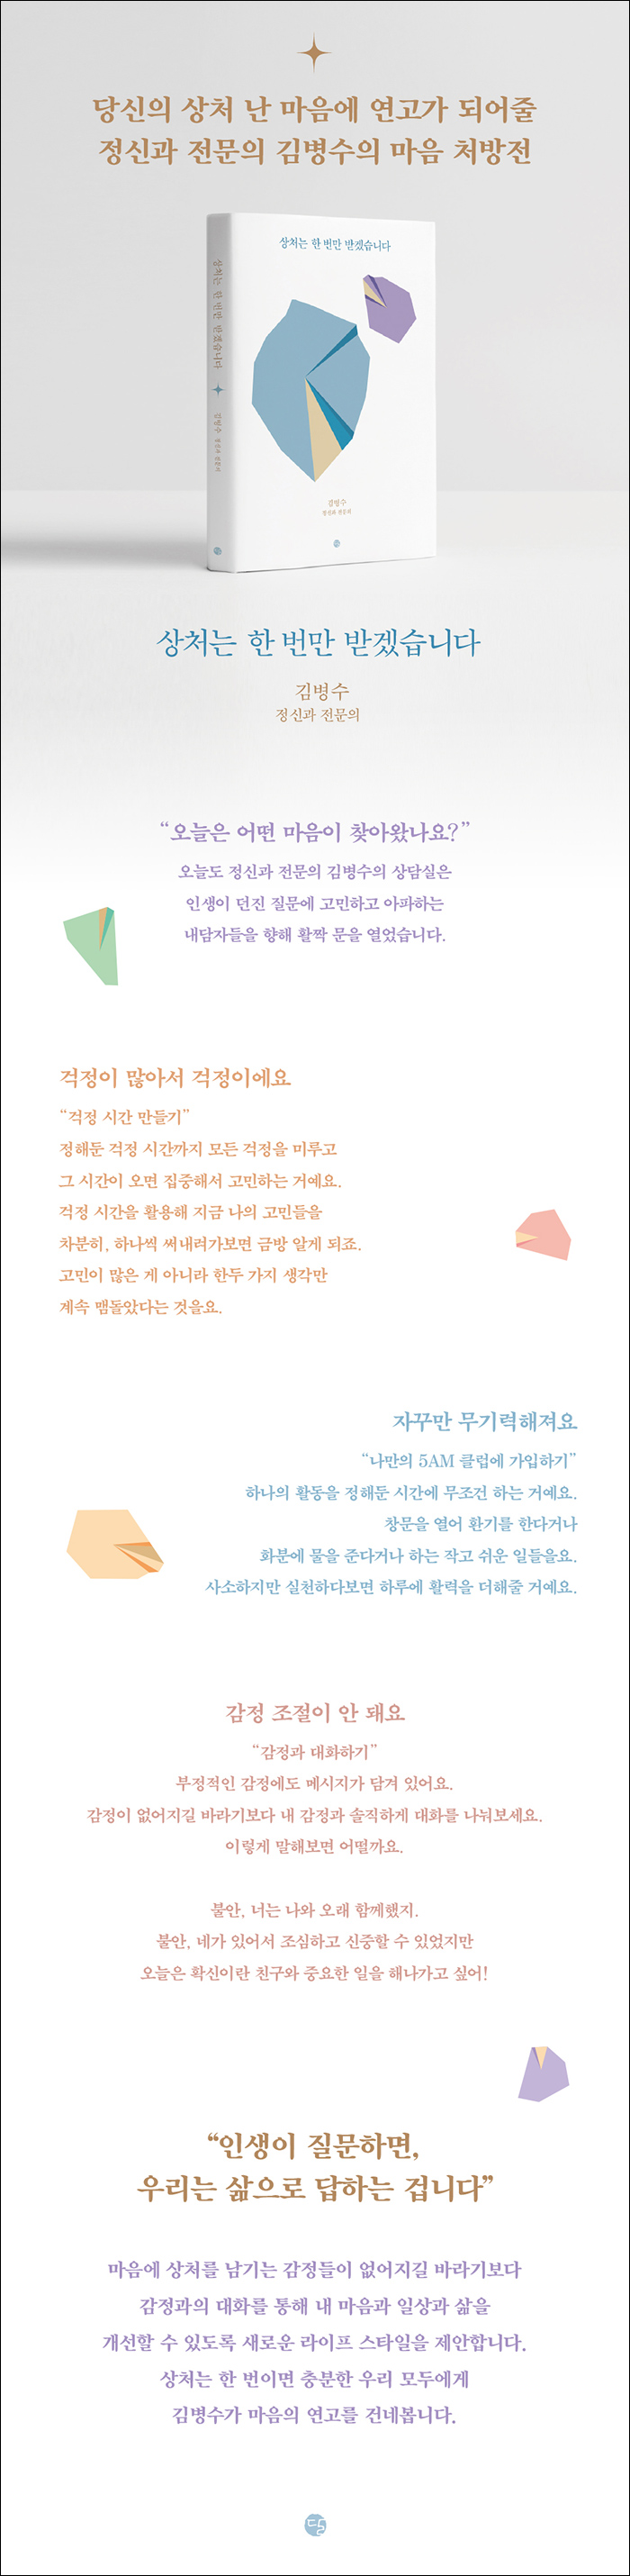 당신의 상처 난 마음에 연고가 되어줄
정신과 전문의 김병수의 마음 처방전
상처는 한 번만 받겠습니다
상처는 한 번만 받겠습니다
김병수 정신과 전문의
김병수
정신과 전문의
상처는 한 번만 받겠습니다
김병수
정신과 전문의
“오늘은 어떤 마음이 찾아왔나요?”
오늘도 정신과 전문의 김병수의 상담실은
인생이 던진 질문에 고민하고 아파하는
내담자들을 향해 활짝 문을 열었습니다.
걱정이 많아서 걱정이에요
“걱정 시간 만들기”
정해둔 걱정 시간까지 모든 걱정을 미루고
그 시간이 오면 집중해서 고민하는 거예요.
걱정 시간을 활용해 지금 나의 고민들을
차분히, 하나씩 써내려가보면 금방 알게 되죠.
고민이 많은 게 아니라 한두 가지 생각만
계속 맴돌았다는 것을요.
자꾸만 무기력해져요
“나만의 5AM 클럽에 가입하기”
하나의 활동을 정해둔 시간에 무조건 하는 거예요.
창문을 열어 환기를 한다거나
화분에 물을 준다거나 하는 작고 쉬운 일들을요.
사소하지만 실천하다보면 하루에 활력을 더해줄 거예요.
감정 조절이 안 돼요
“감정과 대화하기”
부정적인 감정에도 메시지가 담겨 있어요.
감정이 없어지길 바라기보다 내 감정과 솔직하게 대화를 나눠보세요.
이렇게 말해보면 어떨까요.
불안, 너는 나와 오래 함께했지.
불안, 네가 있어서 조심하고 신중할 수 있었지만
오늘은 확신이란 친구와 중요한 일을 해나가고 싶어!
“인생이 질문하면,
우리는 삶으로 답하는 겁니다”
마음에 상처를 남기는 감정들이 없어지길 바라기보다
감정과의 대화를 통해 내 마음과 일상과 삶을
개선할 수 있도록 새로운 라이프 스타일을 제안합니다.
상처는 한 번이면 충분한 우리 모두에게
김병수가 마음의 연고를 건네봅니다.